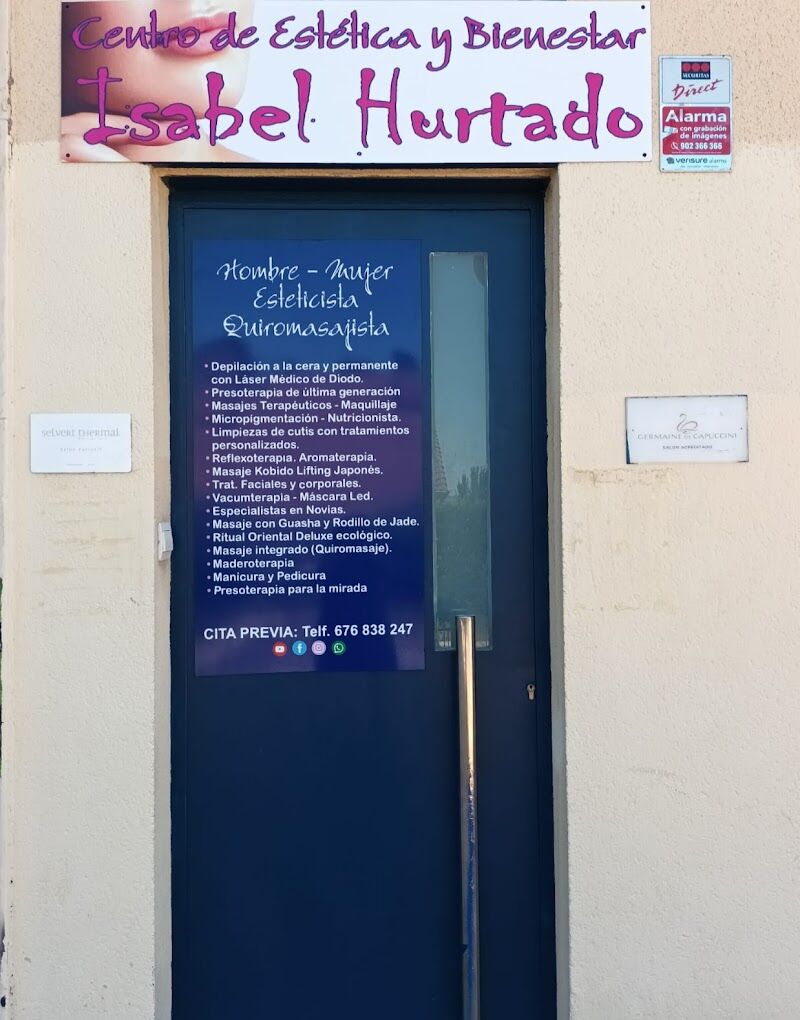 Centro de Estética y Bienestar
Isabel Hurtado
SECURITAS
Direct
Alarma
con grabación
de imágenes
902 366 366
verisure
Hombre - Mujer
Esteticista
Quiromasajista
• Depilación a la cera y permanente
con Láser Médico de Diodo.
• Presoterapia de última generación
• Masajes Terapéuticos - Maquillaje
• Micropigmentación - Nutricionista.
• Limpiezas de cutis con tratamientos
personalizados.
• Reflexoterapia. Aromaterapia.
• Masaje Kobido Lifting Japonés.
• Trat. Faciales y corporales.
• Vacumterapia - Máscara Led.
• Especialistas en Novias.
• Masaje con Guasha y Rodillo de Jade.
• Ritual Oriental Deluxe ecológico.
• Masaje integrado (Quiromasaje).
• Maderoterapia
• Manicura y Pedicura
• Presoterapia para la mirada
CITA PREVIA: Telf. 676 838 247
selvert thermal
GERMAINE DE CAPUCCINI
SALON ACREDITADO